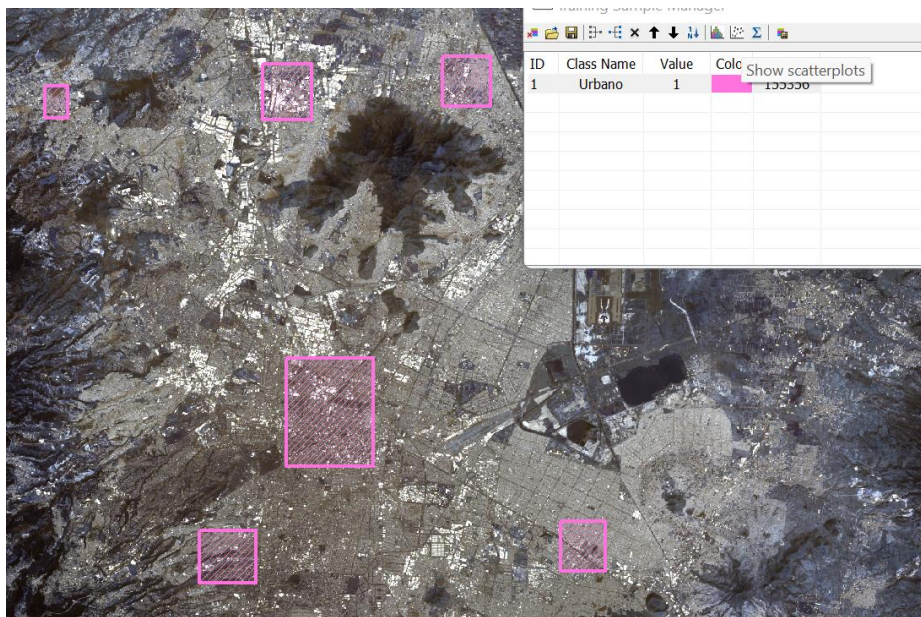 Training Sample Manager
ID Class Name Value Colo
Show scatterplots
1 Urbano 1 155356